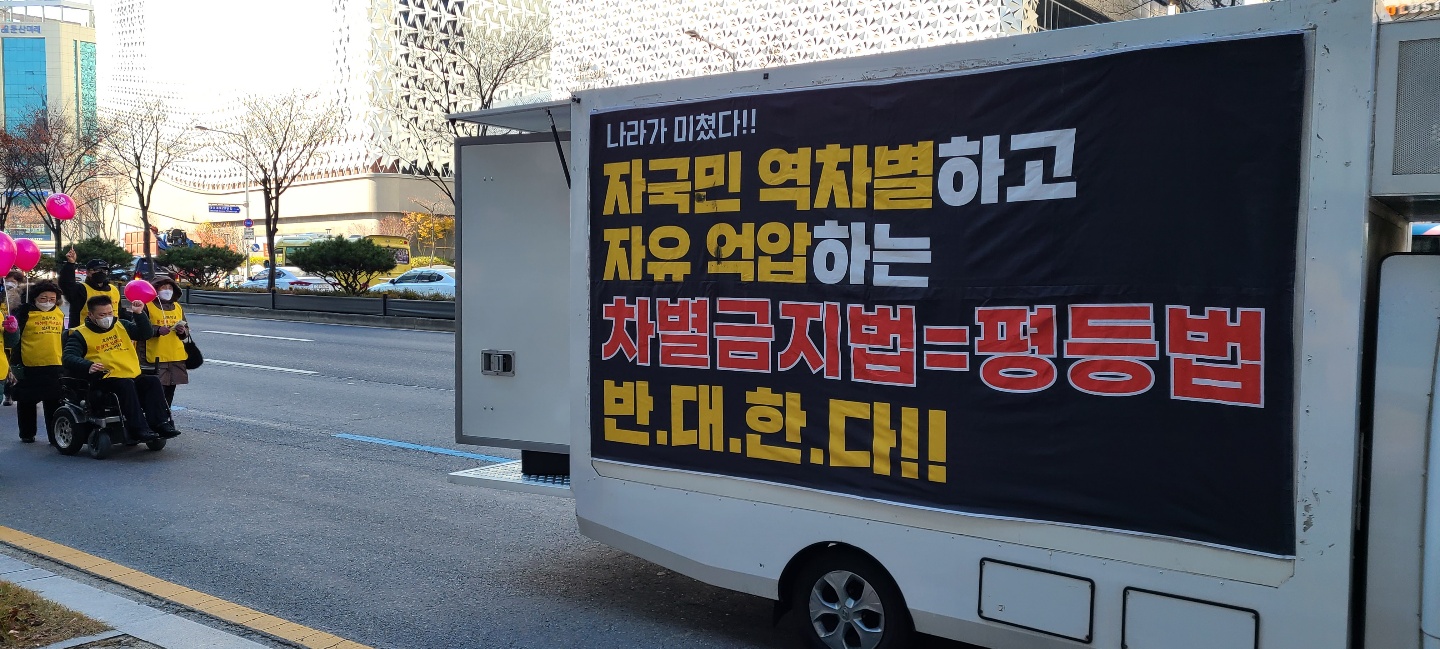 나라가 미쳤다!!
자국민 역차별하고
자유 억압하는
차별금지법=평등법
반.대.한.다!!